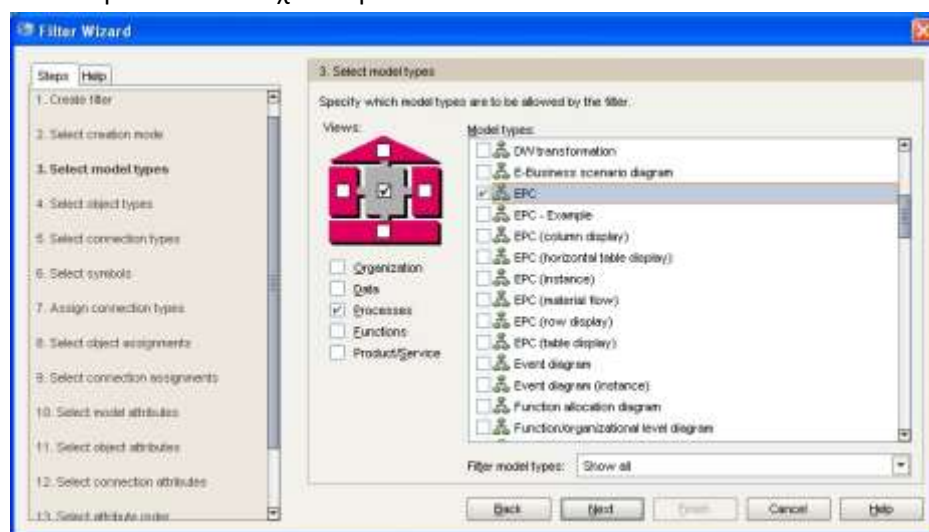 Filter Wizard
Steps Help
1. Create filter
2. Select creation mode
3. Select model types
4. Select object types
5. Select connection types
6. Select symbols
7. Assign connection types
8. Select object assignments
9. Select connection assignments
10. Select model attributes
11. Select object attributes
12. Select connection attributes
13. Select attribute order
3. Select model types
Specify which model types are to be allowed by the filter.
Views:
Organization
Data
Processes
Functions
Product/Service
Model types:
DW transformation
E-Business scenario diagram
EPC
EPC - Example
EPC (column display)
EPC (horizontal table display)
EPC (instance)
EPC (material flow)
EPC (row display)
EPC (table display)
Event diagram
Event diagram (instance)
Function allocation diagram
Function/organizational level diagram
Filter model types: Show all
Back Next Finish Cancel Help